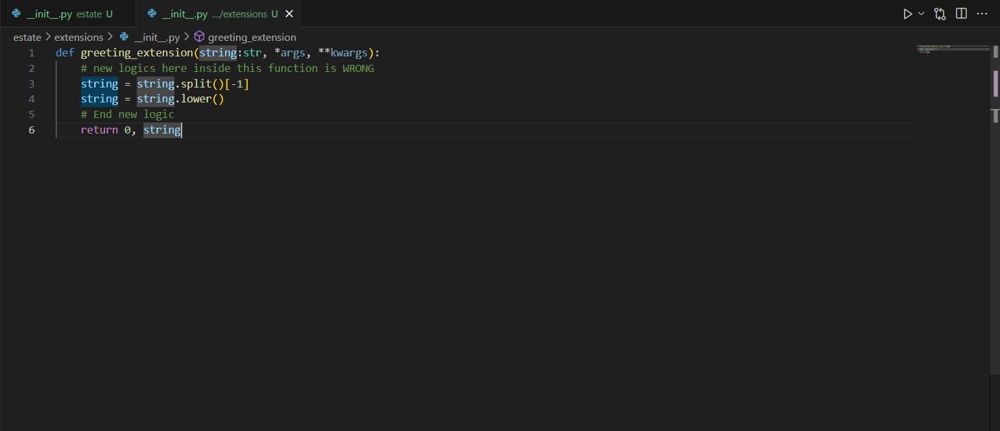 __init__.py estate U __init__.py .../extensions U
estate > extensions > __init__.py > greeting_extension
1 def greeting_extension(string:str, *args, **kwargs):
2 # new logics here inside this function is WRONG
3 string = string.split()[-1]
4 string = string.lower()
5 # End new logic
6 return 0, string